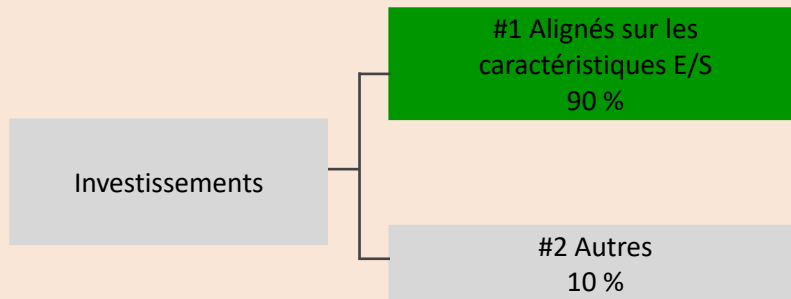 #1 Alignés sur les
caractéristiques E/S
90 %
Investissements
#2 Autres
10 %